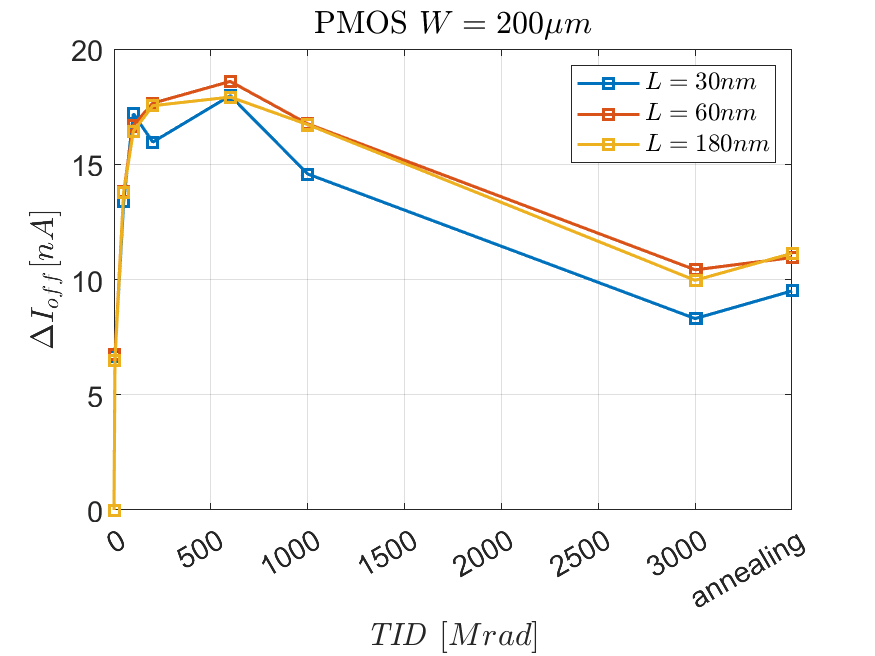 PMOS W = 200μm
20
15
10
5
0
ΔI_off [nA]
L = 30nm
L = 60nm
L = 180nm
0
500
1000
1500
2000
2500
3000
annealing
TID [Mrad]